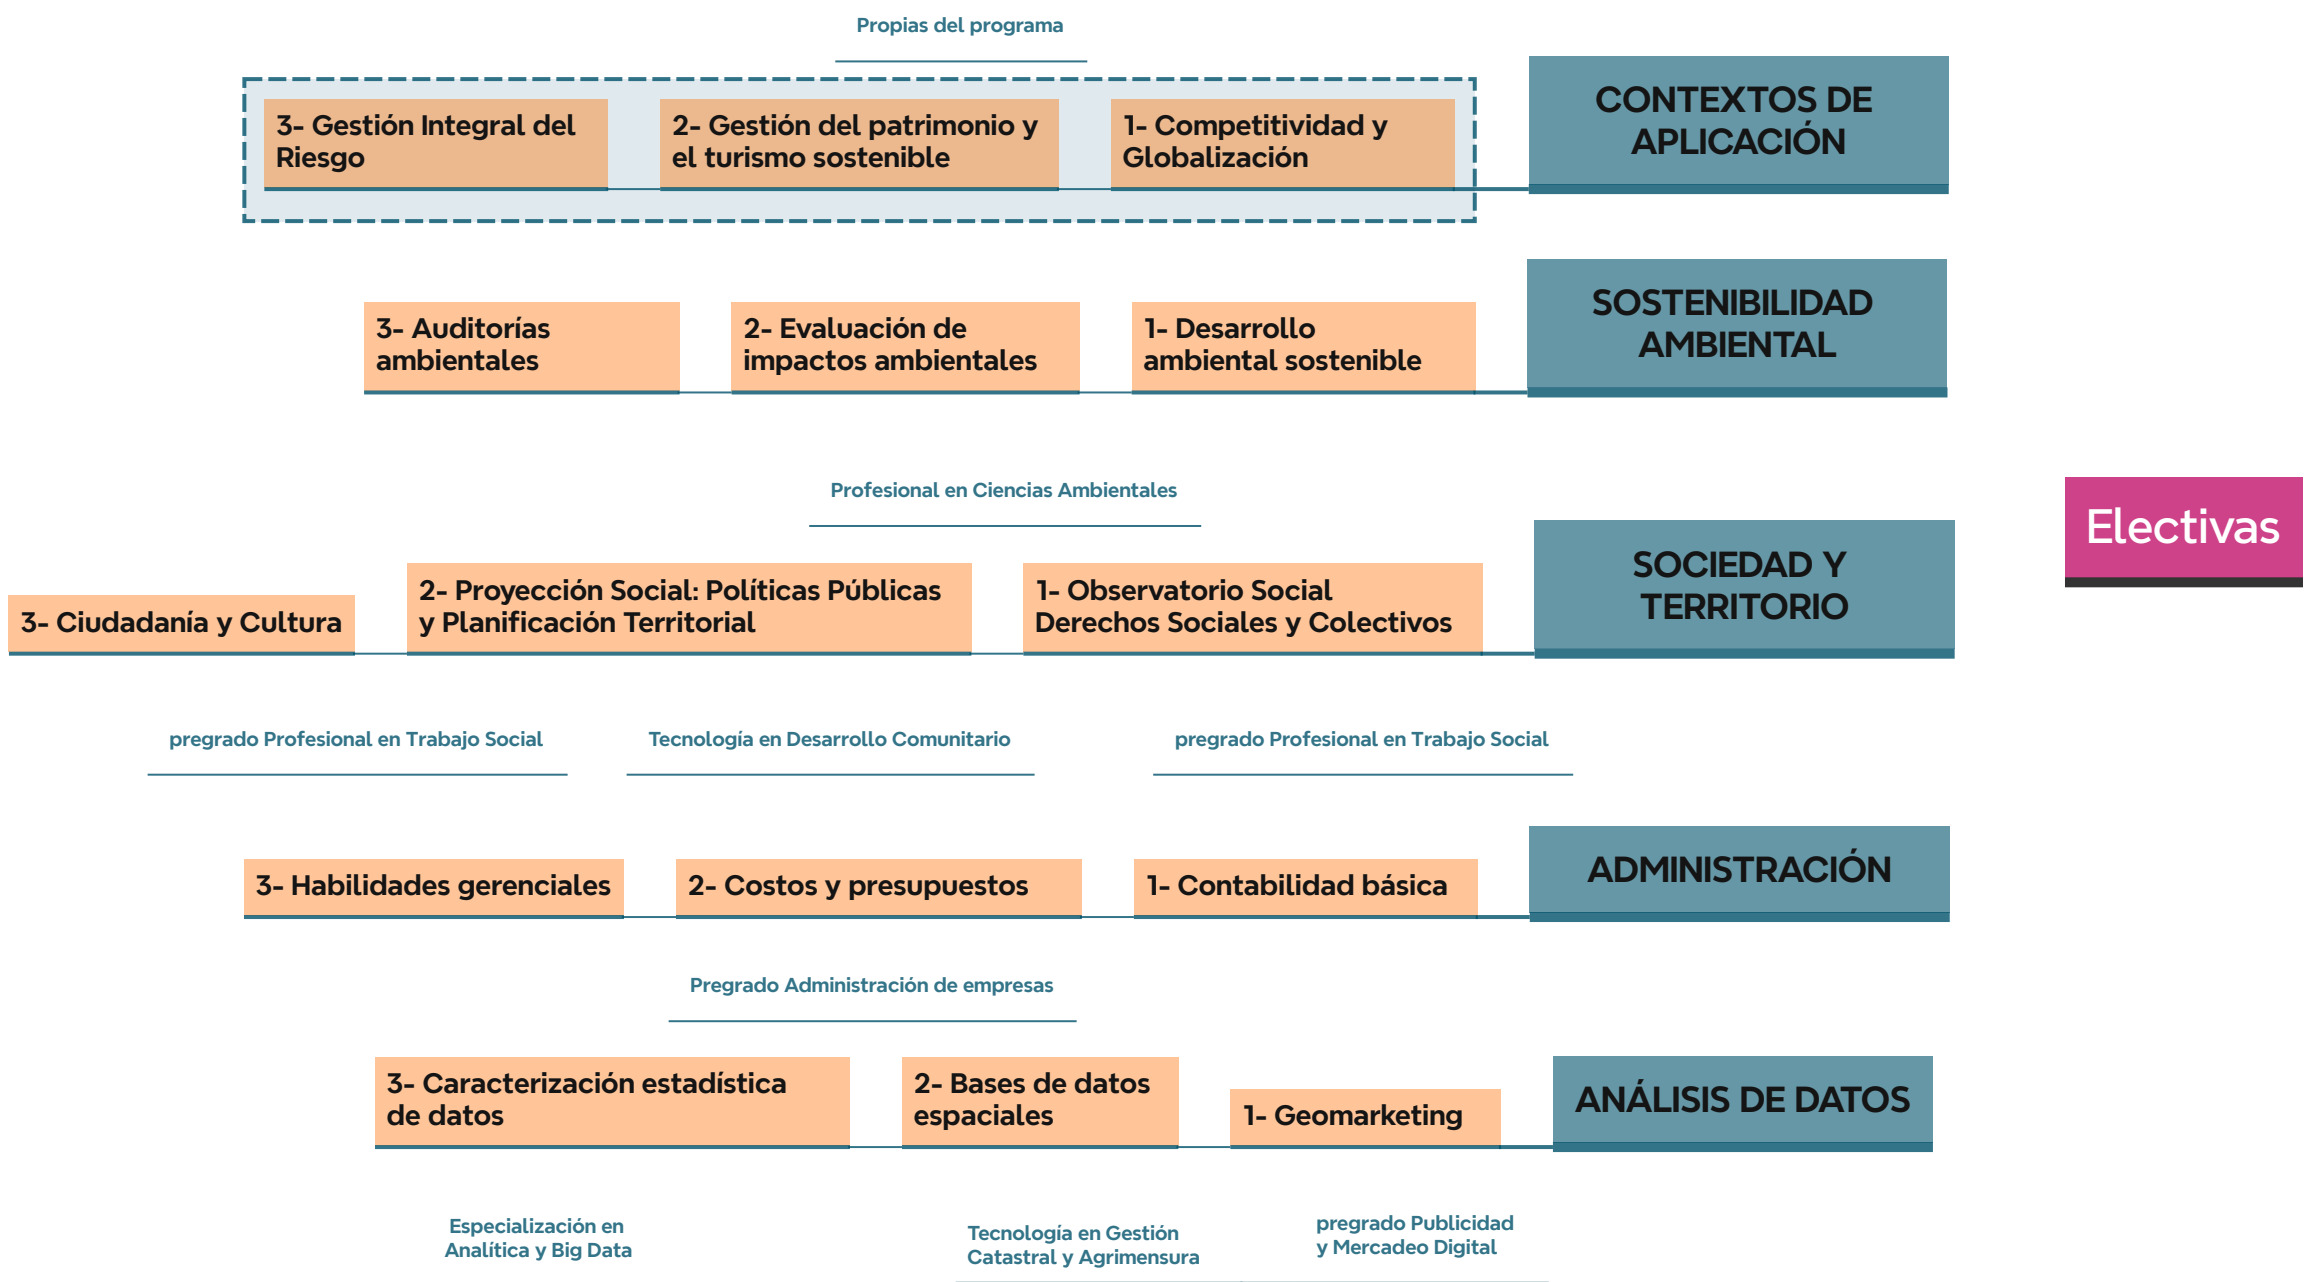 Propias del programa
3- Gestión Integral del
Riesgo
2- Gestión del patrimonio y
el turismo sostenible
1- Competitividad y
Globalización
CONTEXTOS DE
APLICACIÓN
3- Auditorías
ambientales
2- Evaluación de
impactos ambientales
1- Desarrollo
ambiental sostenible
SOSTENIBILIDAD
AMBIENTAL
Profesional en Ciencias Ambientales
Electivas
3- Ciudadanía y Cultura
2- Proyección Social: Políticas Públicas
y Planificación Territorial
1- Observatorio Social
Derechos Sociales y Colectivos
SOCIEDAD Y
TERRITORIO
pregrado Profesional en Trabajo Social
Tecnología en Desarrollo Comunitario
pregrado Profesional en Trabajo Social
3- Habilidades gerenciales
2- Costos y presupuestos
1- Contabilidad básica
ADMINISTRACIÓN
Pregrado Administración de empresas
3- Caracterización estadística
de datos
2- Bases de datos
espaciales
1- Geomarketing
ANÁLISIS DE DATOS
Especialización en
Analítica y Big Data
Tecnología en Gestión
Catastral y Agrimensura
pregrado Publicidad
y Mercadeo Digital